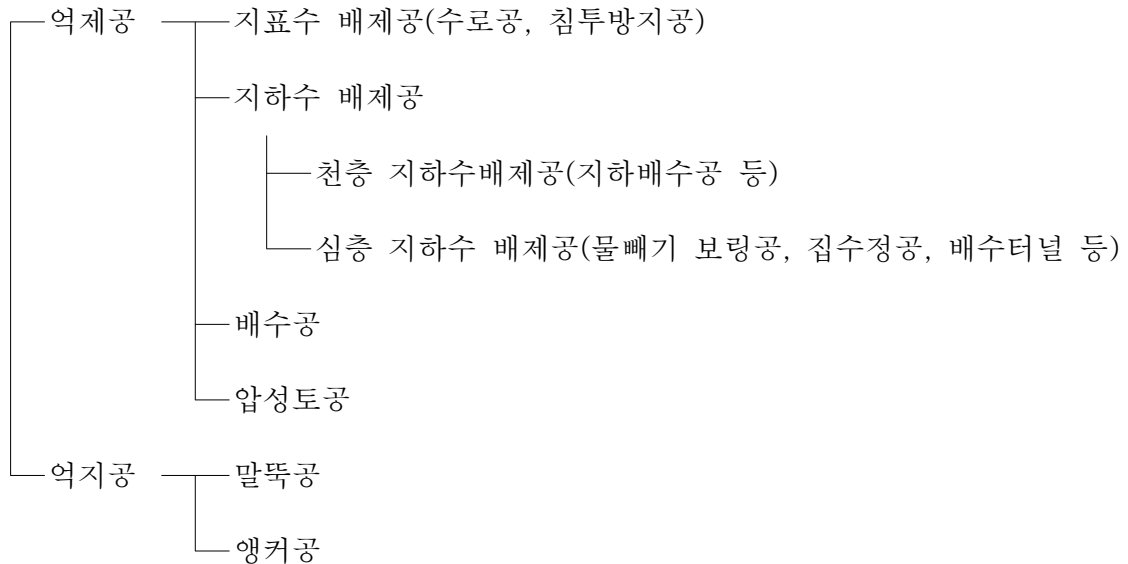 억제공
지표수 배제공(수로공, 침투방지공)
지하수 배제공
천층 지하수배제공(지하배수공 등)
심층 지하수 배제공(물빼기 보링공, 집수정공, 배수터널 등)
배수공
압성토공
억지공
말뚝공
앵커공